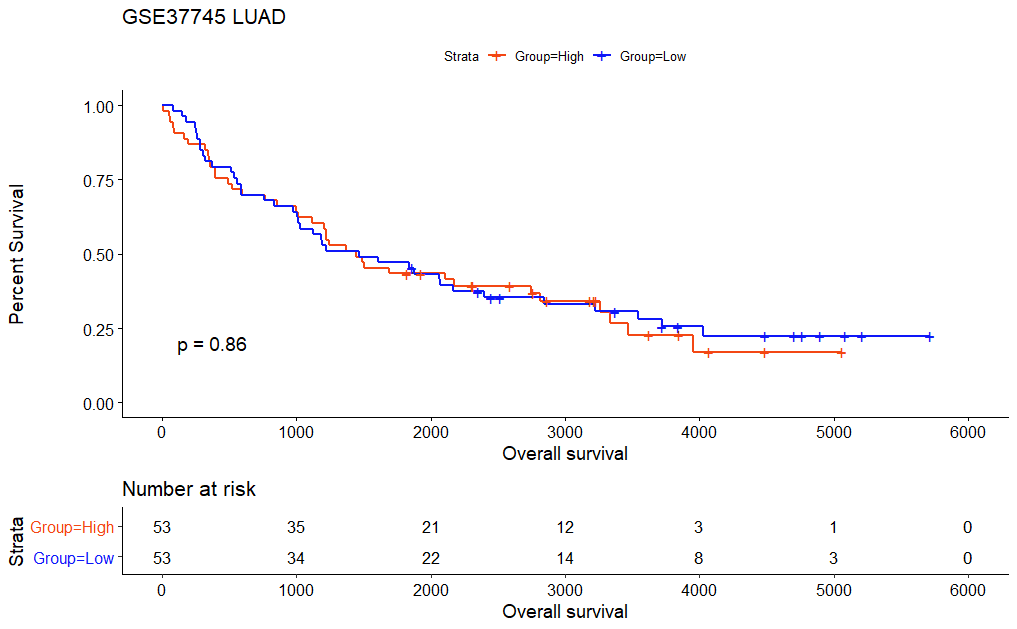 GSE37745 LUAD
Strata Group=High Group=Low
Percent Survival
1.00
0.75
0.50
0.25
0.00
p = 0.86
0 1000 2000 3000 4000 5000 6000
Overall survival
Number at risk
Strata
Group=High 53 35 21 12 3 1 0
Group=Low 53 34 22 14 8 3 0
0 1000 2000 3000 4000 5000 6000
Overall survival